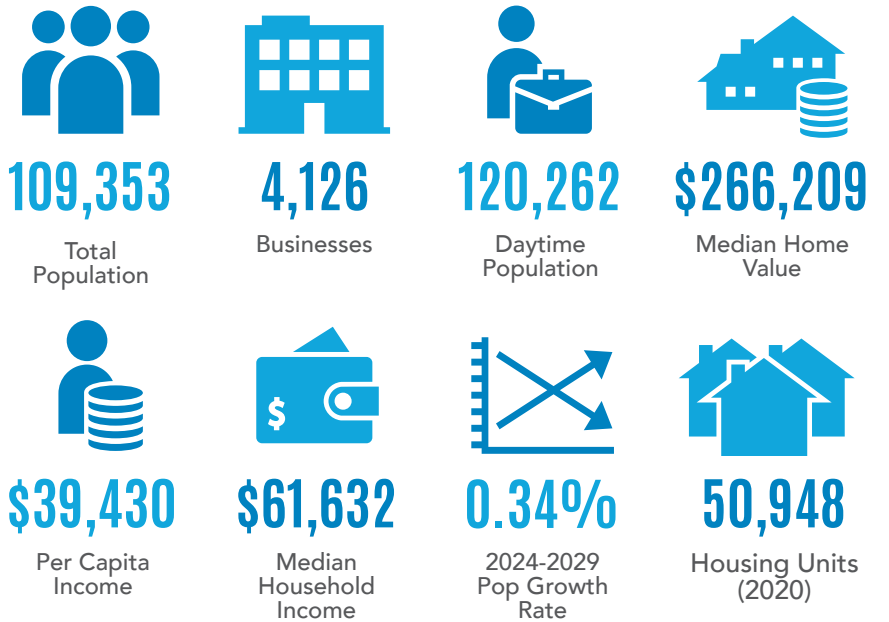 109,353
Total
Population
4,126
Businesses
120,262
Daytime
Population
$266,209
Median Home
Value
$39,430
Per Capita
Income
$
$61,632
Median
Household
Income
0.34%
2024-2029
Pop Growth
Rate
50,948
Housing Units
(2020)